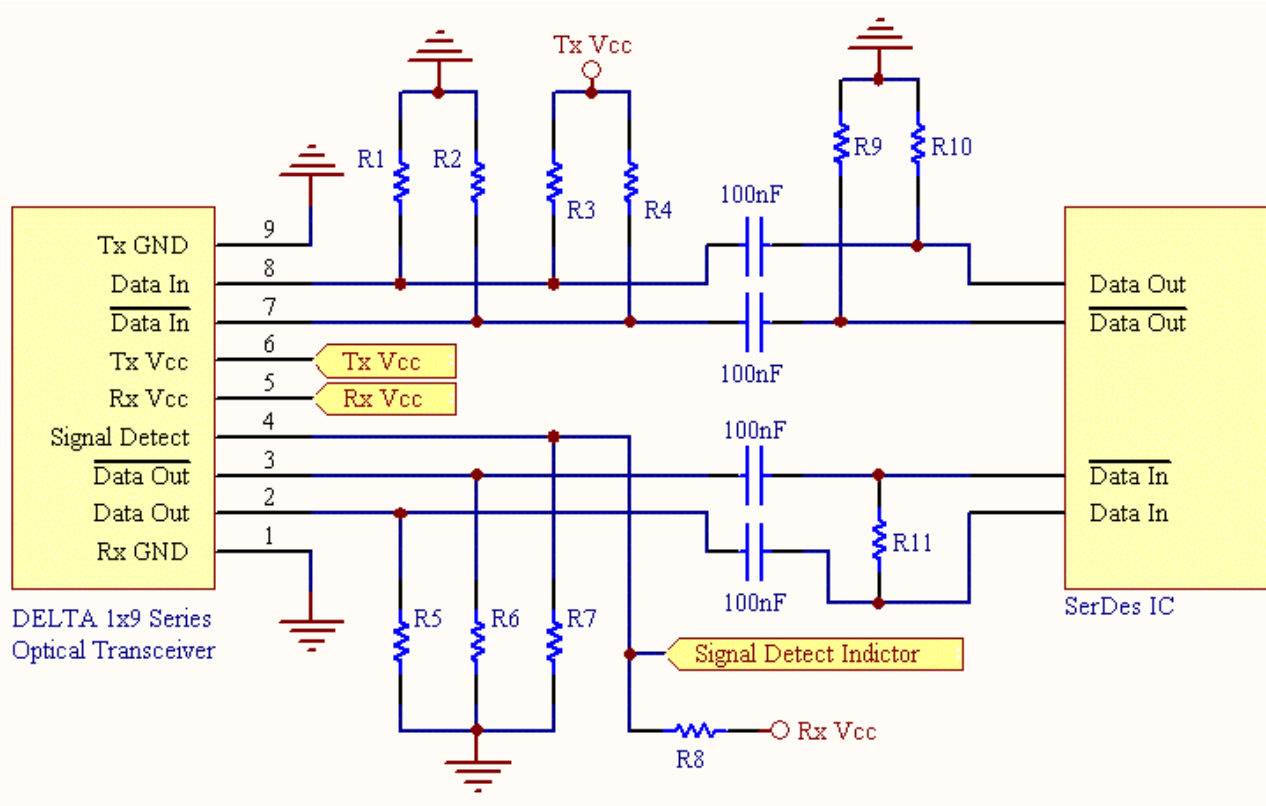 Tx Vcc
R1
R2
R3
R4
R9
R10
100nF
100nF
Tx GND
9
Data In
8
Data In
7
Tx Vcc
6
Tx Vcc
Rx Vcc
5
Rx Vcc
Signal Detect
4
Data Out
3
Data Out
2
Rx GND
1
DELTA 1x9 Series
Optical Transceiver
Data Out
Data Out
Data In
Data In
SerDes IC
100nF
100nF
R11
R5
R6
R7
Signal Detect Indictor
R8
Rx Vcc